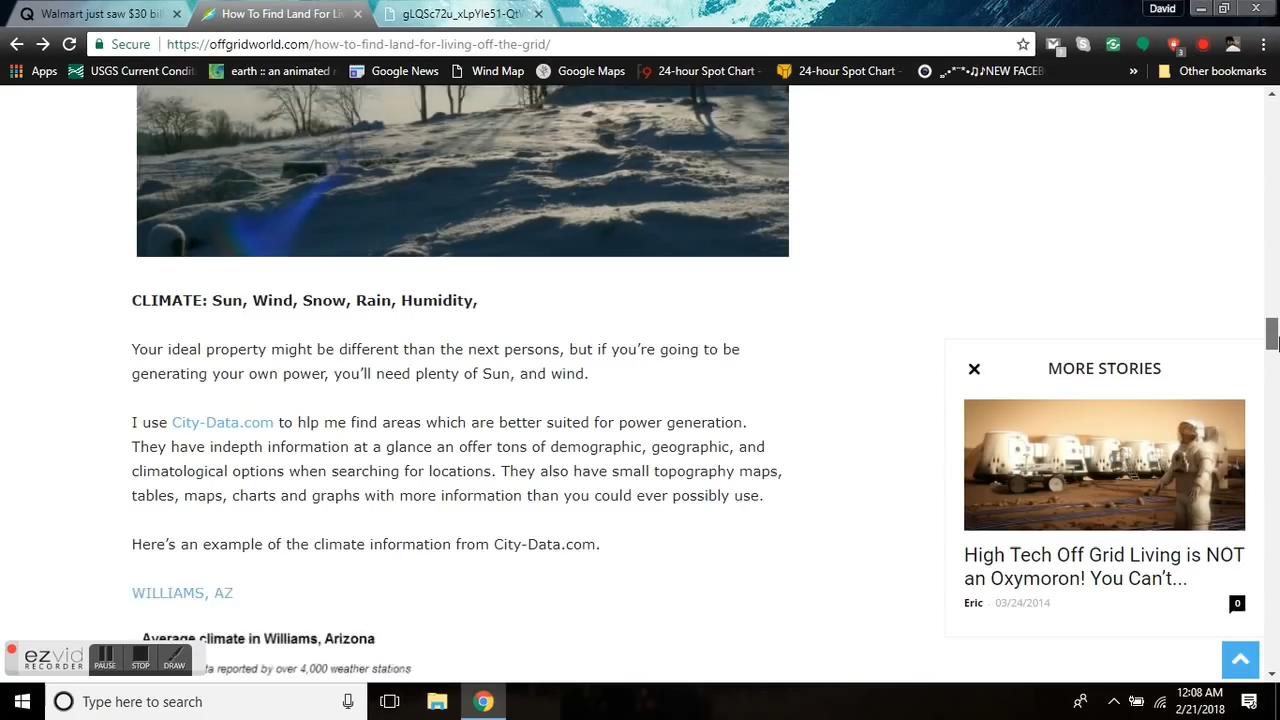 Walmart just saw $30 bi
How To Find Land For Li
gLQSc72u_xLpYIe51-Qt
David
Secure
https://offgridworld.com/how-to-find-land-for-living-off-the-grid/
Apps
USGS Current Condit
earth :: an animated
Google News
Wind Map
Google Maps
24-hour Spot Chart -
24-hour Spot Chart -
NEW FACEB
»
Other bookmarks
CLIMATE: Sun, Wind, Snow, Rain, Humidity,
Your ideal property might be different than the next persons, but if you’re going to be
generating your own power, you’ll need plenty of Sun, and wind.
I use City-Data.com to hlp me find areas which are better suited for power generation.
They have indepth information at a glance an offer tons of demographic, geographic, and
climatological options when searching for locations. They also have small topography maps,
tables, maps, charts and graphs with more information than you could ever possibly use.
Here’s an example of the climate information from City-Data.com.
WILLIAMS, AZ
Average climate in Williams, Arizona
ta reported by over 4,000 weather stations
MORE STORIES
High Tech Off Grid Living is NOT
an Oxymoron! You Can’t...
Eric - 03/24/2014
0
ezvid
RECORDER
PAUSE
STOP
DRAW
Type here to search
12:08 AM
2/21/2018